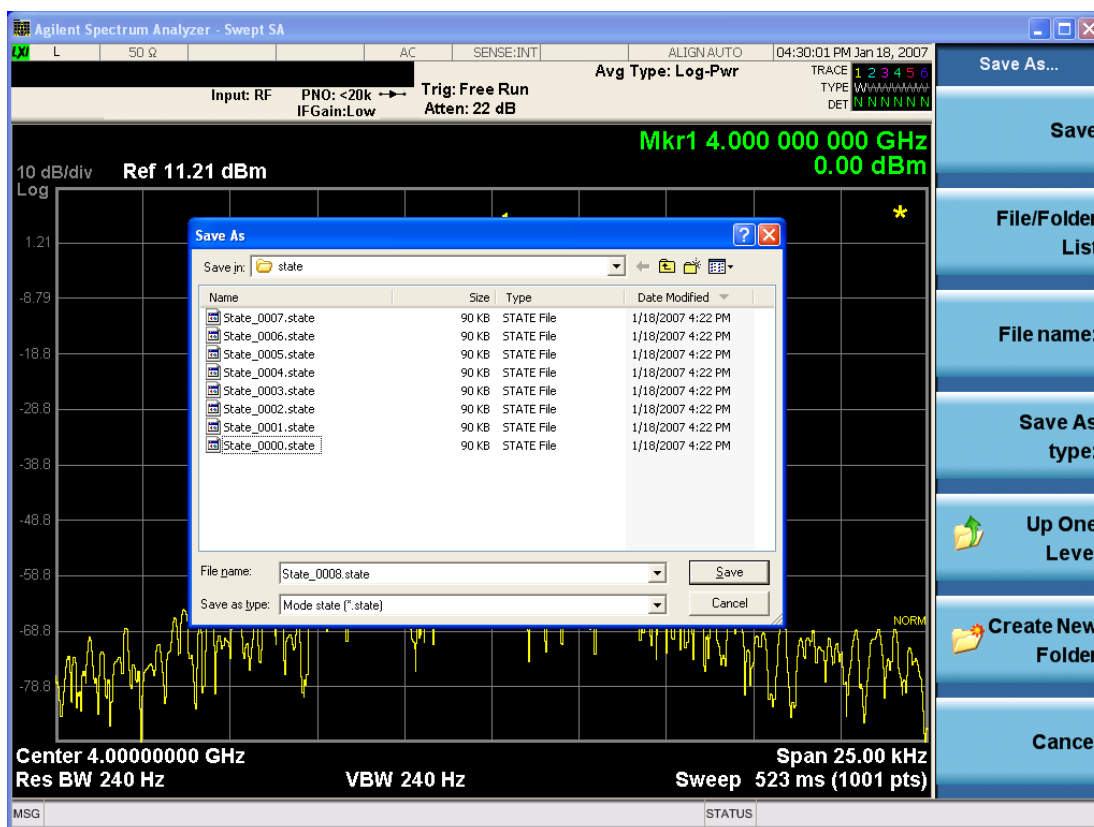 Agilent Spectrum Analyzer - Swept SA
LXI L 50 Ω AC SENSE:INT ALIGN AUTO 04:30:01 PM Jan 18, 2007
Input: RF PNO: <20k IFGain:Low
Trig: Free Run
Atten: 22 dB
Avg Type: Log-Pwr
TRACE 1 2 3 4 5 6
TYPE W
DET N N N N N N
Mkr1 4.000 000 000 GHz
0.00 dBm
10 dB/div Ref 11.21 dBm
Log
1.21
-8.79
-18.8
-28.8
-38.8
-48.8
-58.8
-68.8
-78.8
NORM
Save As
Save in: state
Name Size Type Date Modified
State_0007.state 90 KB STATE File 1/18/2007 4:22 PM
State_0006.state 90 KB STATE File 1/18/2007 4:22 PM
State_0005.state 90 KB STATE File 1/18/2007 4:22 PM
State_0004.state 90 KB STATE File 1/18/2007 4:22 PM
State_0003.state 90 KB STATE File 1/18/2007 4:22 PM
State_0002.state 90 KB STATE File 1/18/2007 4:22 PM
State_0001.state 90 KB STATE File 1/18/2007 4:22 PM
State_0000.state 90 KB STATE File 1/18/2007 4:22 PM
File name: State_0008.state Save
Save as type: Mode state (*.state) Cancel
Center 4.00000000 GHz Span 25.00 kHz
Res BW 240 Hz VBW 240 Hz Sweep 523 ms (1001 pts)
MSG STATUS
Save As...
Save
File/Folder
List
File name:
Save As
type:
Up One
Leve
Create New
Folder
Cance